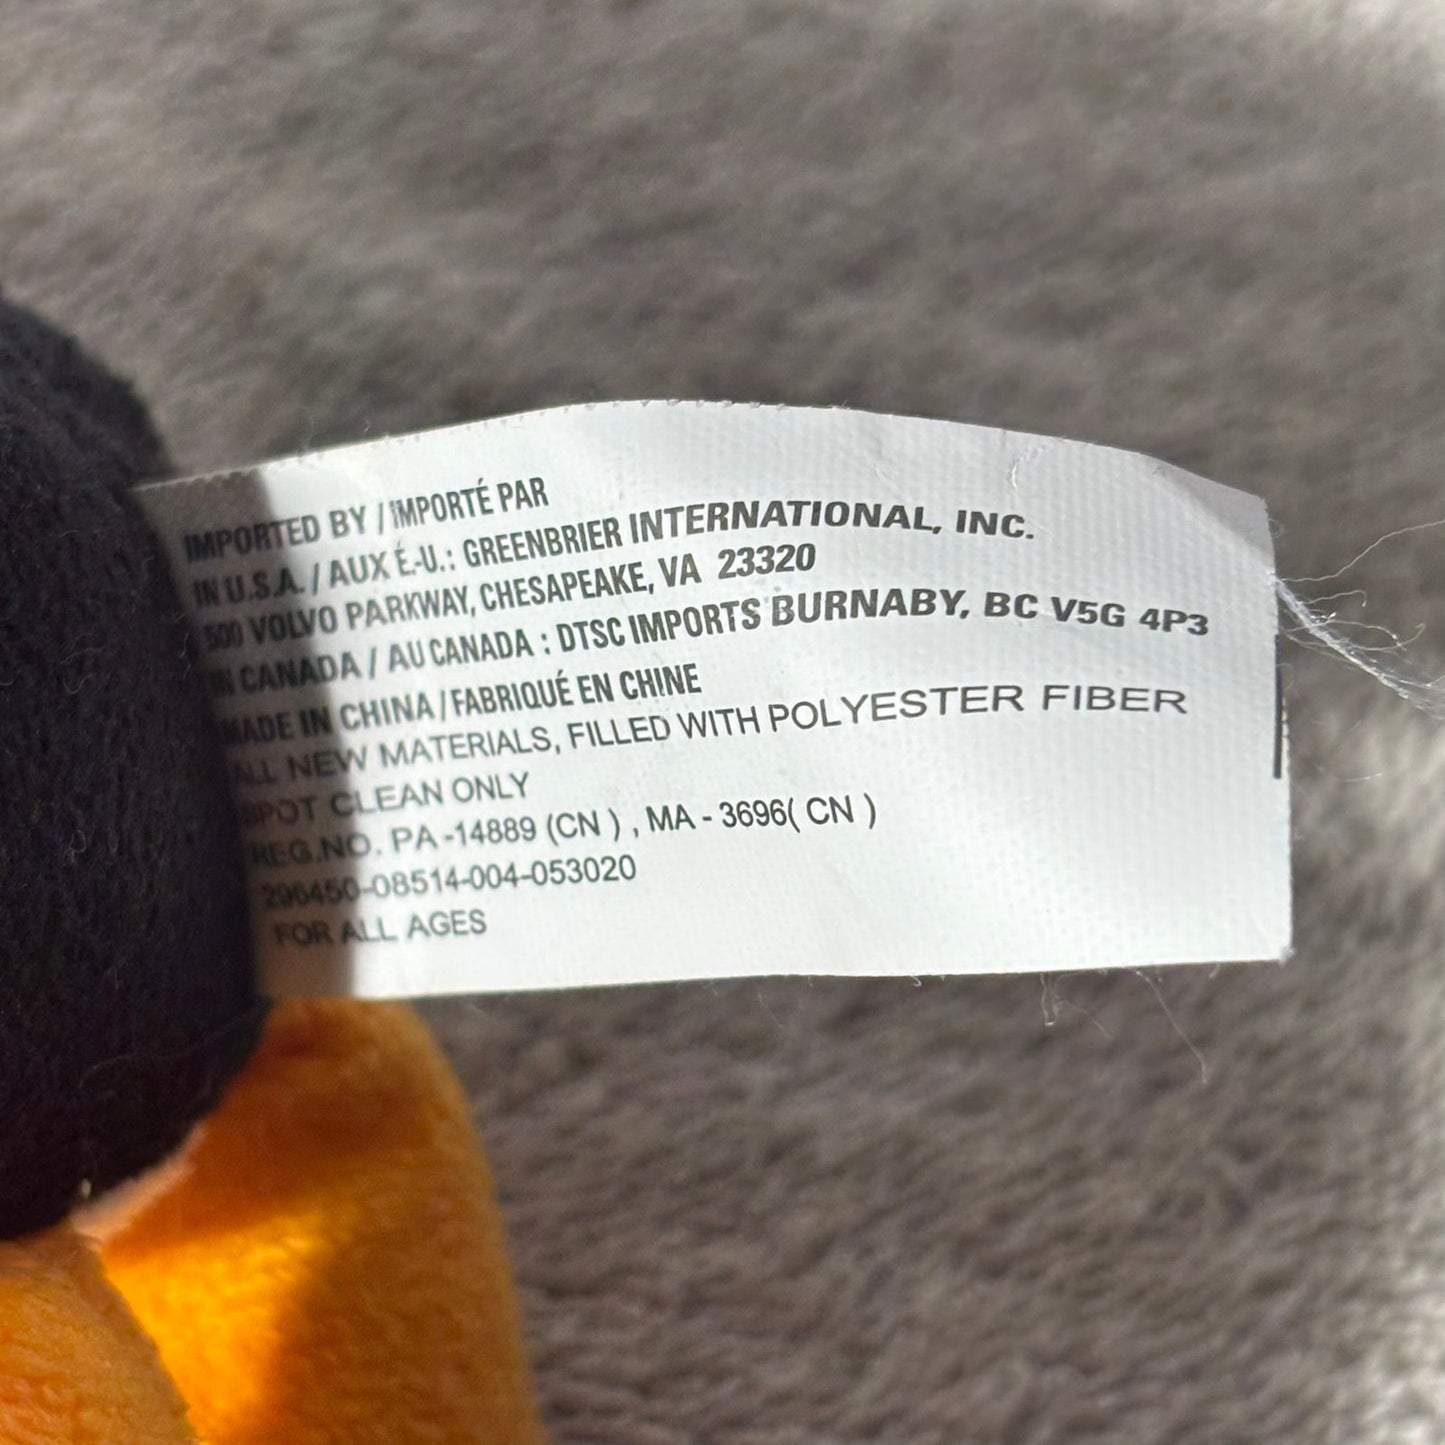 IMPORTED BY / IMPORTÉ PAR
IN U.S.A. / AUX É.-U. : GREENBRIER INTERNATIONAL, INC.
500 VOLVO PARKWAY, CHESAPEAKE, VA 23320
IN CANADA / AU CANADA : DTSC IMPORTS BURNABY, BC V5G 4P3
MADE IN CHINA / FABRIQUÉ EN CHINE
ALL NEW MATERIALS, FILLED WITH POLYESTER FIBER
SPOT CLEAN ONLY
REG.NO. PA -14889 (CN ) , MA - 3696( CN )
296450-08514-004-053020
FOR ALL AGES